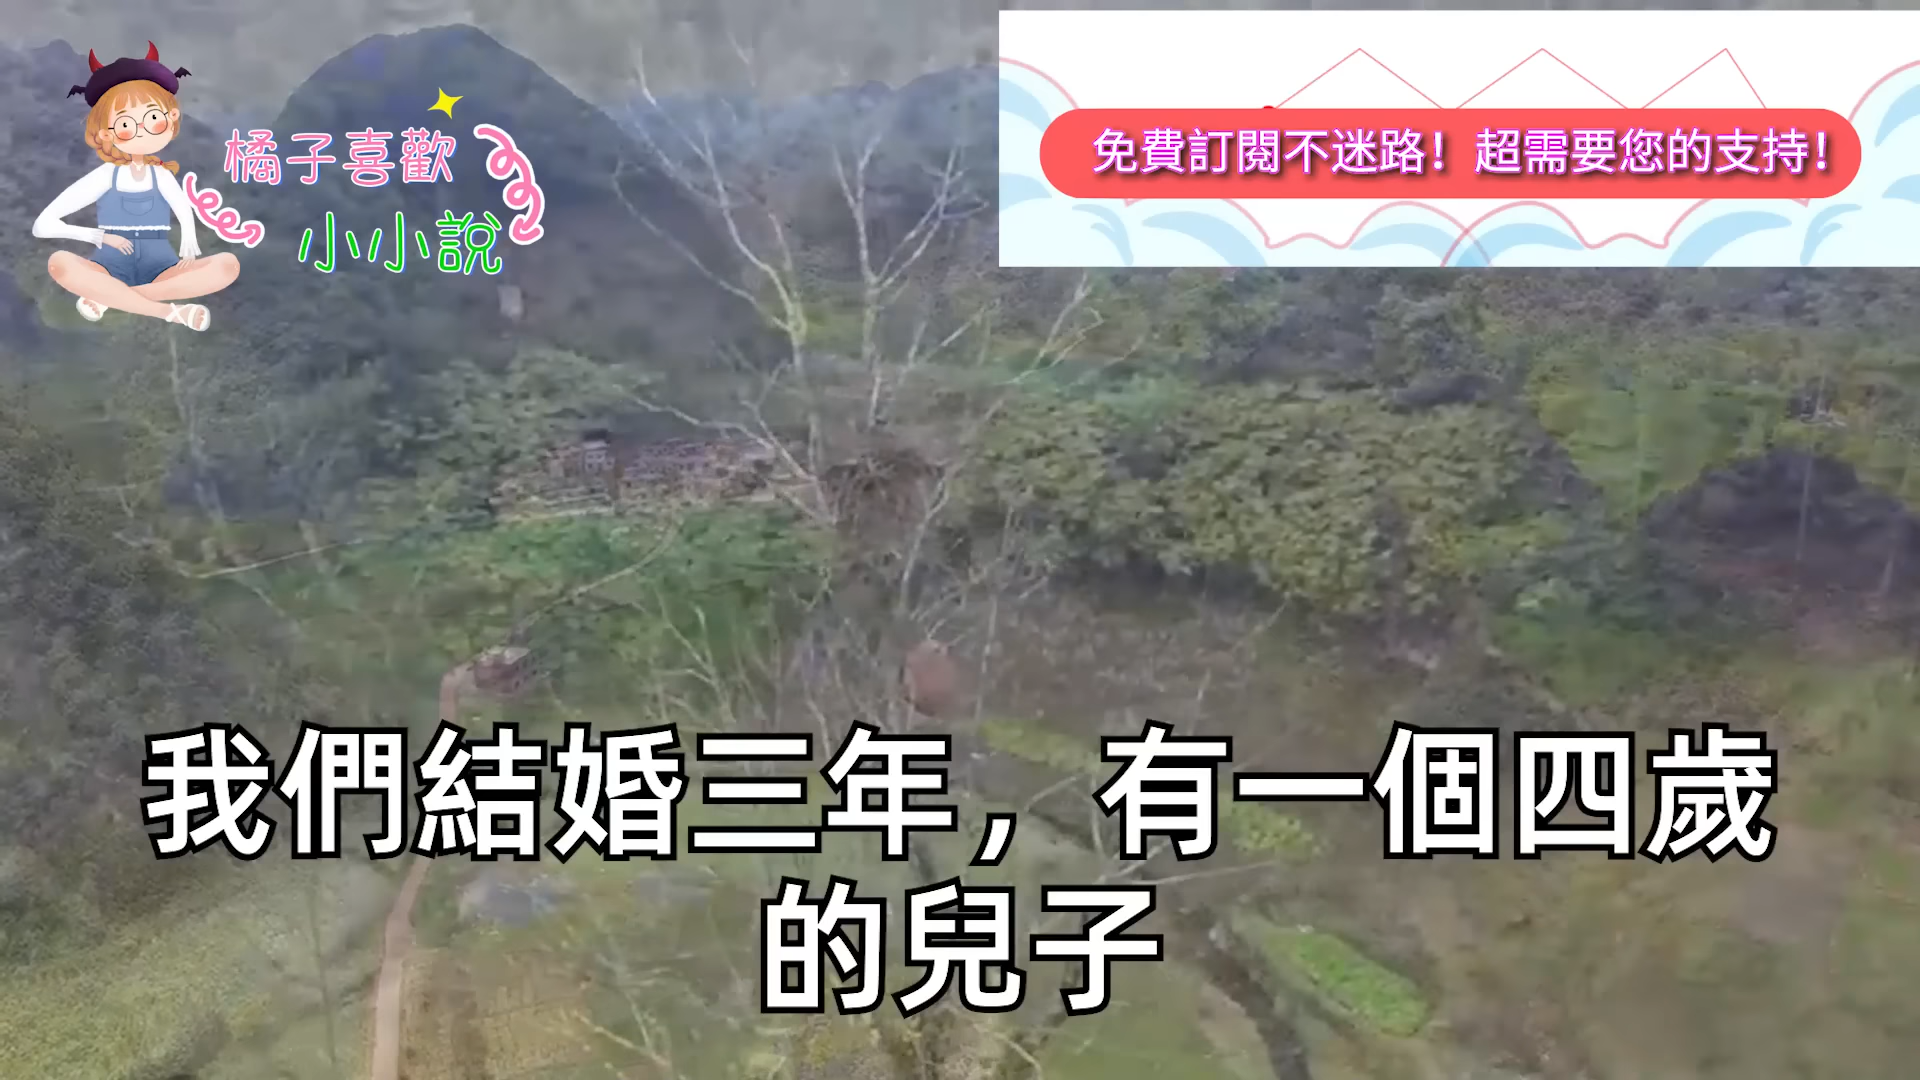 橘子喜歡
小小說
免費訂閱不迷路！超需要您的支持！
我們結婚三年，有一個四歲
的兒子